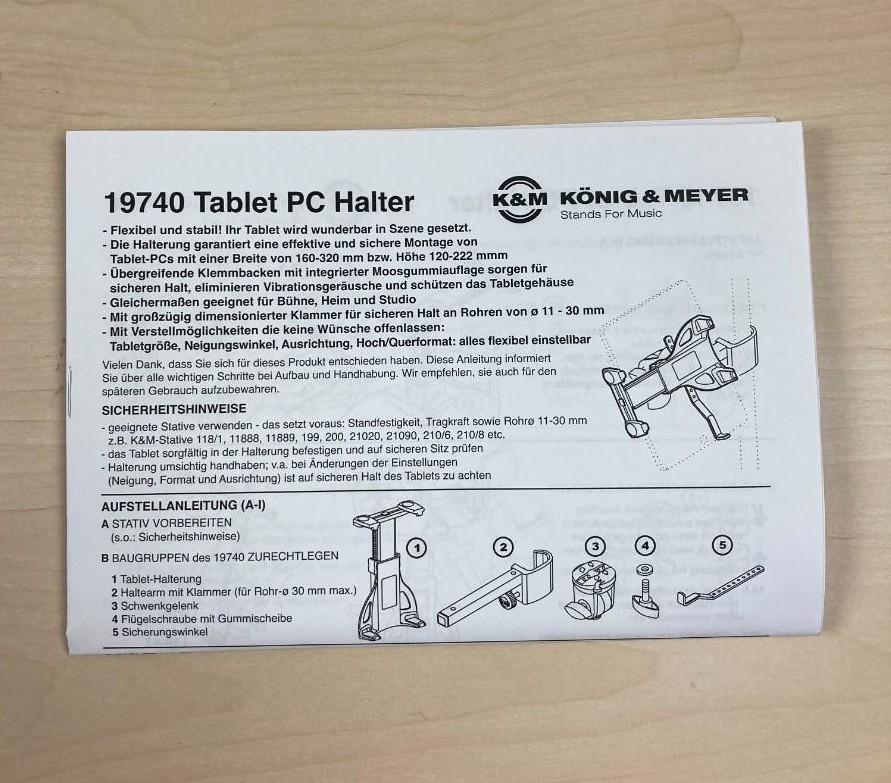 19740 Tablet PC Halter
K&M KÖNIG & MEYER
Stands For Music
- Flexibel und stabil! Ihr Tablet wird wunderbar in Szene gesetzt.
- Die Halterung garantiert eine effektive und sichere Montage von
Tablet-PCs mit einer Breite von 160-320 mm bzw. Höhe 120-222 mmm
- Übergreifende Klemmbacken mit integrierter Moosgummiauflage sorgen für
sicheren Halt, eliminieren Vibrationsgeräusche und schützen das Tabletgehäuse
- Gleichermaßen geeignet für Bühne, Heim und Studio
- Mit großzügig dimensionierter Klammer für sicheren Halt an Rohren von ø 11 - 30 mm
- Mit Verstellmöglichkeiten die keine Wünsche offenlassen:
Tabletgröße, Neigungswinkel, Ausrichtung, Hoch/Querformat: alles flexibel einstellbar
Vielen Dank, dass Sie sich für dieses Produkt entschieden haben. Diese Anleitung informiert
Sie über alle wichtigen Schritte bei Aufbau und Handhabung. Wir empfehlen, sie auch für den
späteren Gebrauch aufzubewahren.
SICHERHEITSHINWEISE
- geeignete Stative verwenden - das setzt voraus: Standfestigkeit, Tragkraft sowie Rohrø 11-30 mm
z.B. K&M-Stative 118/1, 11888, 11889, 199, 200, 21020, 21090, 210/6, 210/8 etc.
- das Tablet sorgfältig in der Halterung befestigen und auf sicheren Sitz prüfen
- Halterung umsichtig handhaben; v.a. bei Änderungen der Einstellungen
(Neigung, Format und Ausrichtung) ist auf sicheren Halt des Tablets zu achten
AUFSTELLANLEITUNG (A-I)
A STATIV VORBEREITEN
(s.o.: Sicherheitshinweise)
B BAUGRUPPEN des 19740 ZURECHTLEGEN
1 Tablet-Halterung
2 Haltearm mit Klammer (für Rohr-ø 30 mm max.)
3 Schwenkgelenk
4 Flügelschraube mit Gummischeibe
5 Sicherungswinkel
1
2
3
4
5